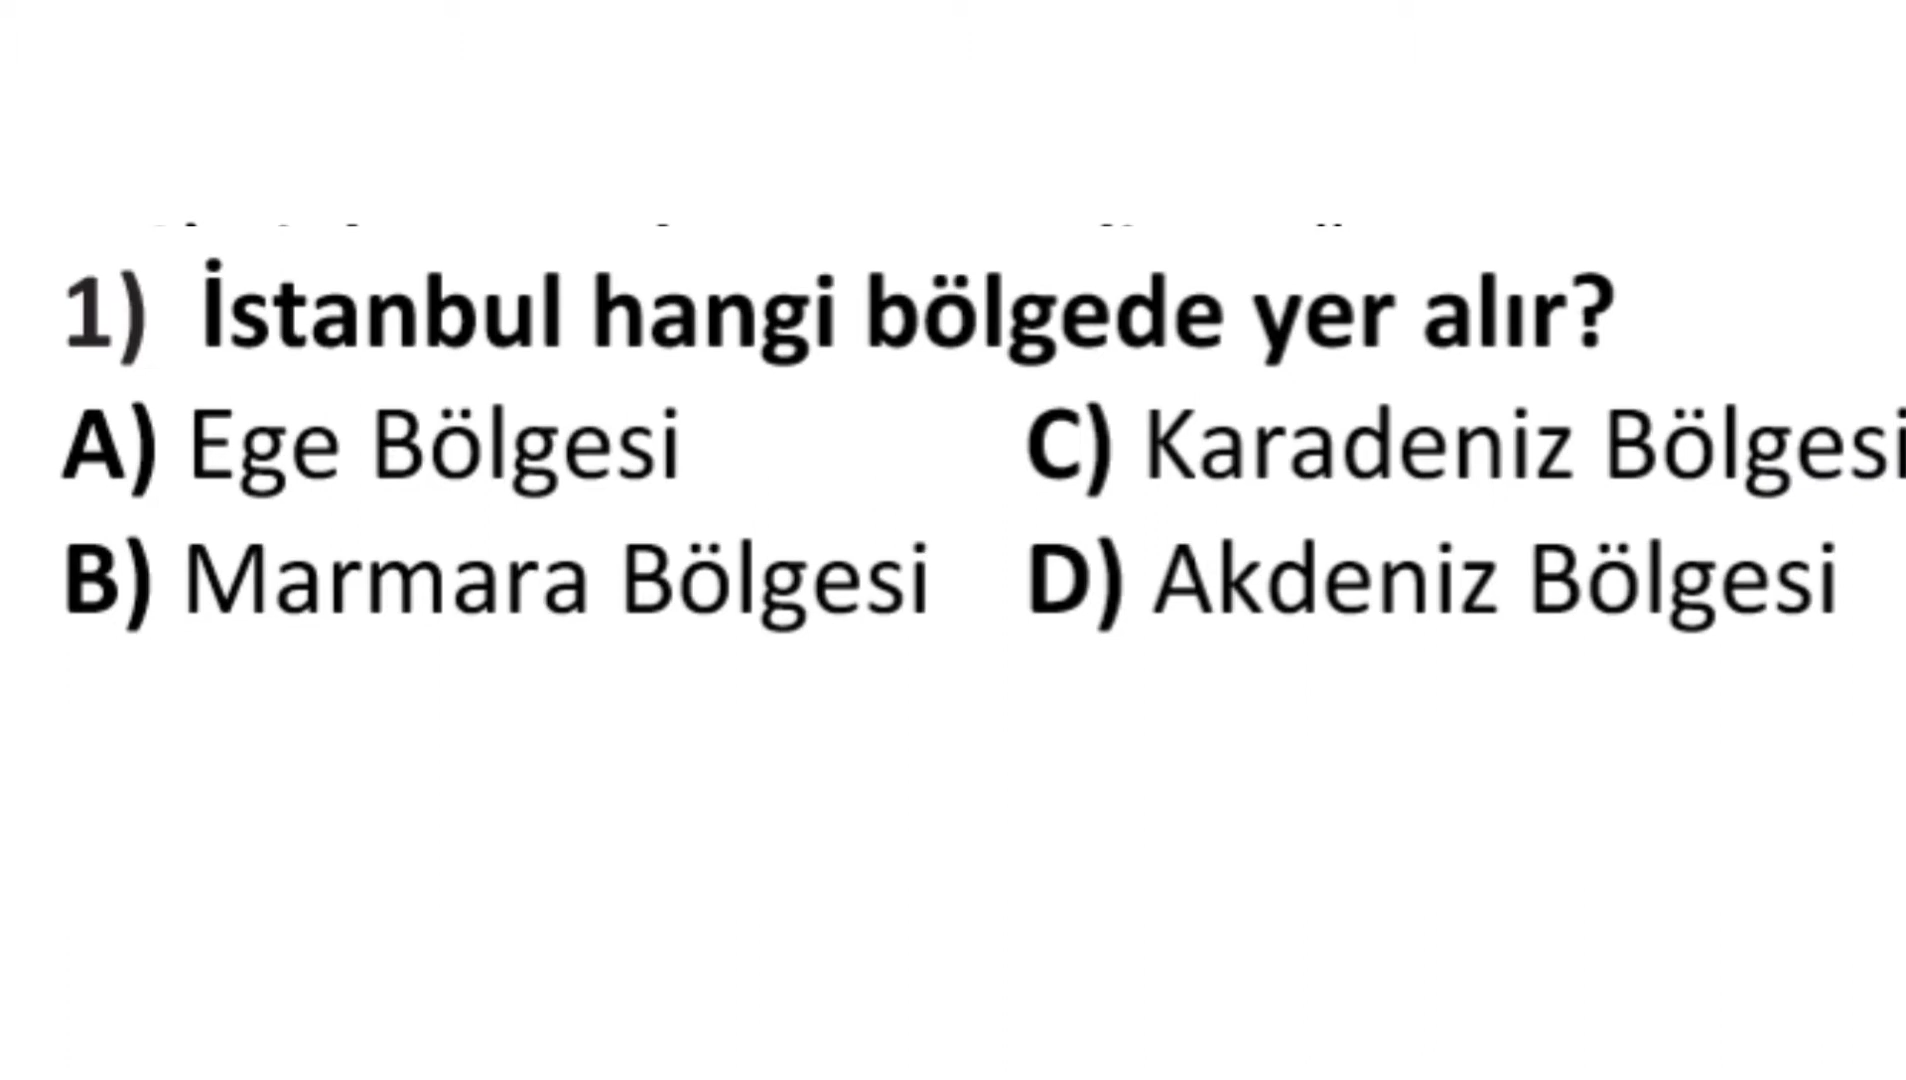 1) İstanbul hangi bölgede yer alır?
A) Ege Bölgesi C) Karadeniz Bölgesi
B) Marmara Bölgesi D) Akdeniz Bölgesi